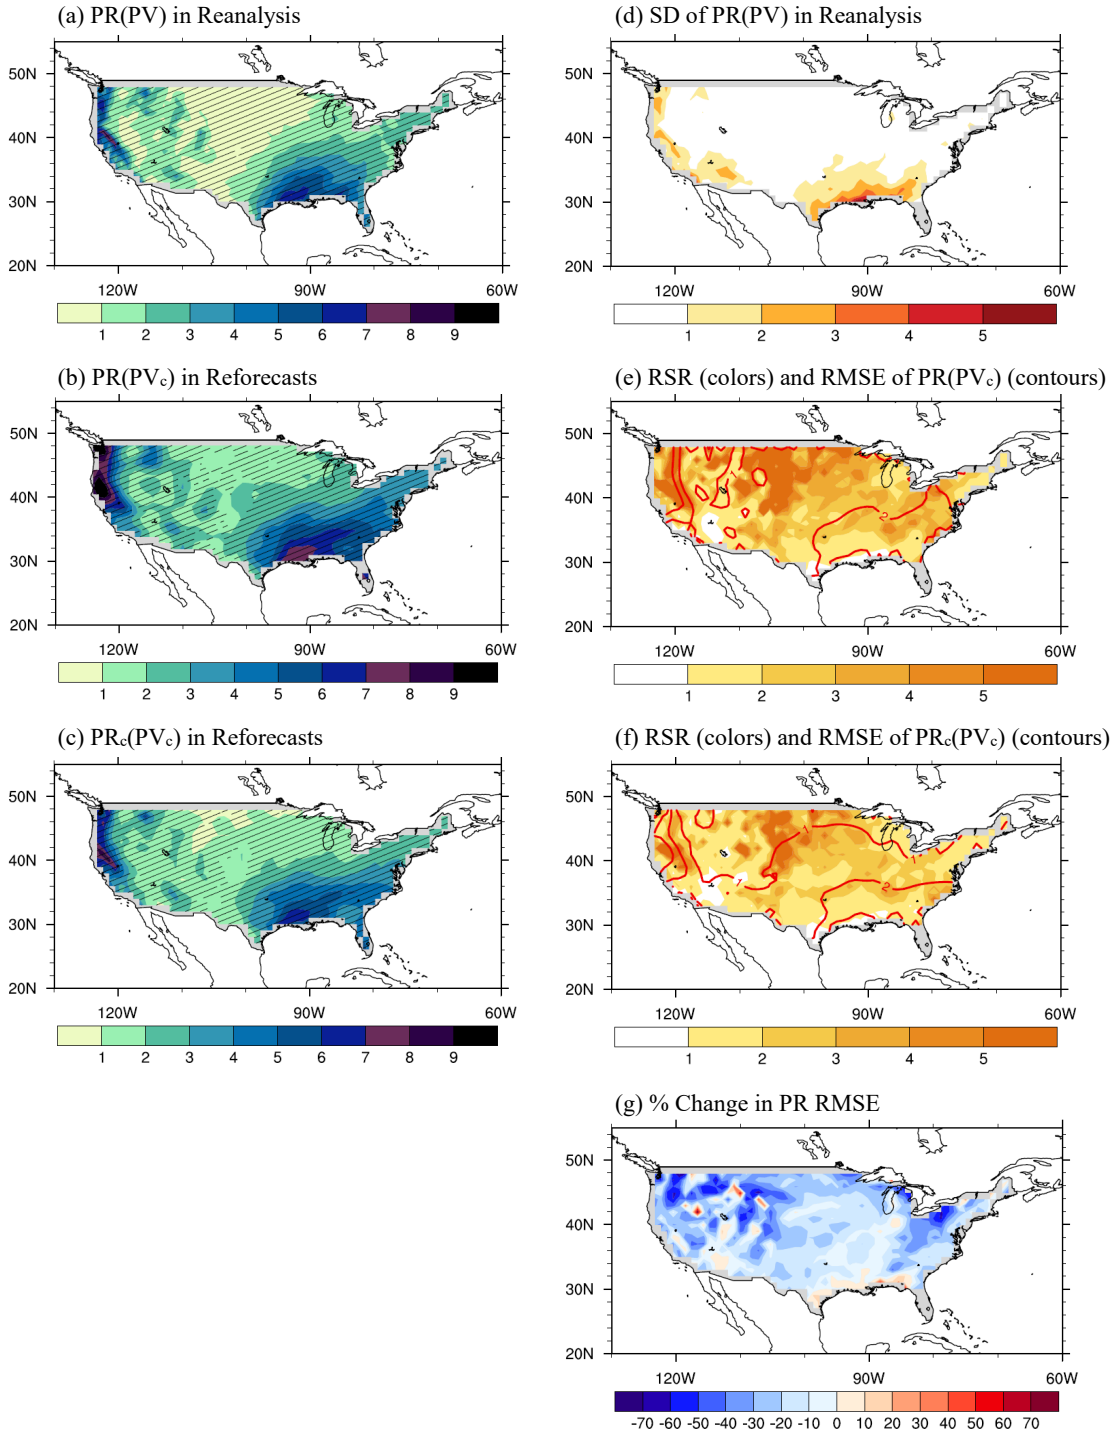 (a) PR(PV) in Reanalysis
50N
40N
30N
20N
120W 90W 60W
1 2 3 4 5 6 7 8 9
(d) SD of PR(PV) in Reanalysis
50N
40N
30N
20N
120W 90W 60W
1 2 3 4 5
(b) PR(PVc) in Reforecasts
50N
40N
30N
20N
120W 90W 60W
1 2 3 4 5 6 7 8 9
(e) RSR (colors) and RMSE of PR(PVc) (contours)
50N
40N
30N
20N
2
120W 90W 60W
1 2 3 4 5
(c) PRc(PVc) in Reforecasts
50N
40N
30N
20N
120W 90W 60W
1 2 3 4 5 6 7 8 9
(f) RSR (colors) and RMSE of PRc(PVc) (contours)
50N
40N
30N
20N
1
1
1
2
120W 90W 60W
1 2 3 4 5
(g) % Change in PR RMSE
50N
40N
30N
20N
120W 90W 60W
-70 -60 -50 -40 -30 -20 -10 0 10 20 30 40 50 60 70